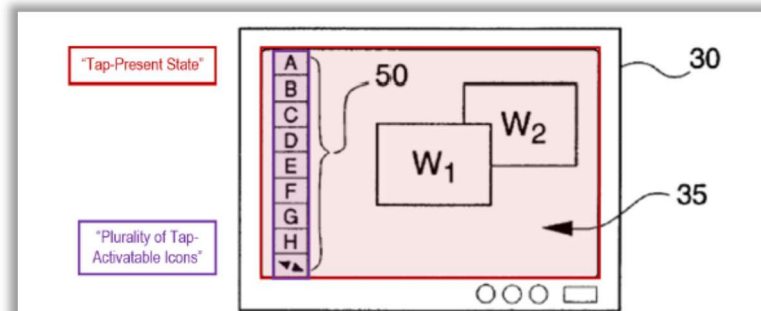 "Tap-Present State"
A
B
C
D
E
F
G
H
50
W1
W2
30
35
"Plurality of Tap-
Activatable Icons"